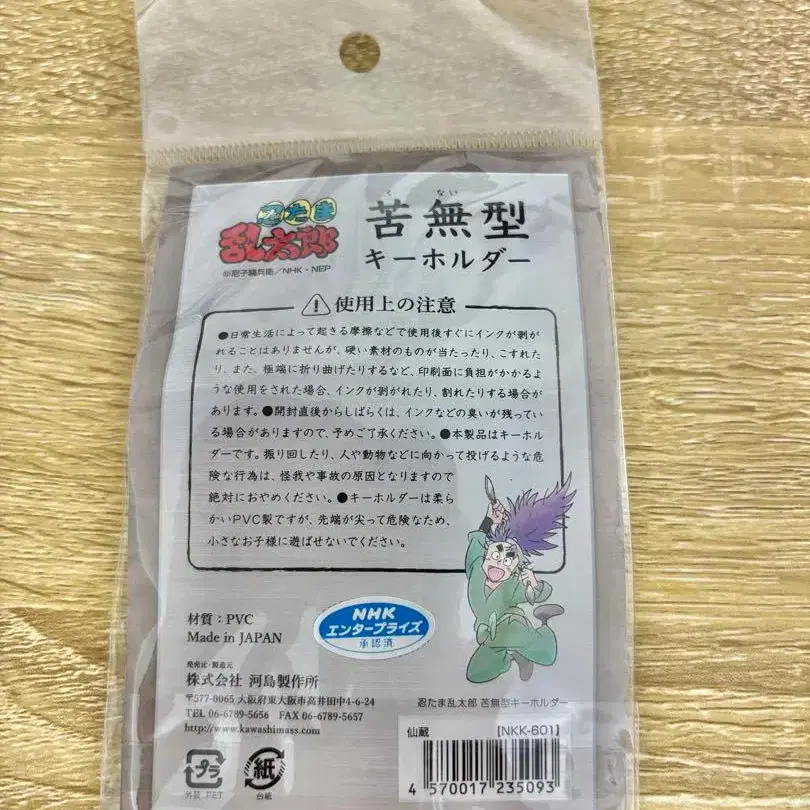 忍たま
乱太郎
く ない
苦無型
キーホルダー
©尼子騒兵衛/NHK・NEP
使用上の注意
●日常生活によって起きる摩擦などで使用後すぐにインクが剥が
れることはありませんが、硬い素材のものが当たったり、こすれた
り、また、極端に折り曲げたりするなど、印刷面に負担がかかるよ
うな使用をされた場合、インクが剥がれたり、割れたりする場合が
あります。●開封直後からしばらくは、インクなどの臭いが残ってい
る場合がありますので、予めご了承ください。●本製品はキーホル
ダーです。振り回したり、人や動物などに向かって投げるような危
険な行為は、怪我や事故の原因となりますので
絶対におやめください。●キーホルダーは柔ら
かいPVC製ですが、先端が尖って危険なため、
小さなお子様に遊ばせないでください。
材質:PVC
Made in JAPAN
NHK
エンタープライズ
承認済
発売元・製造元
株式会社 河島製作所
〒577-0065 大阪府東大阪市高井田中4-6-24
TEL 06-6789-5656 FAX 06-6789-5657
http://www.kawashimass.com
プラ
外装:PET
紙
台紙
忍たま乱太郎 苦無型キーホルダー
仙蔵 [NKK-601]
4 570017 235093